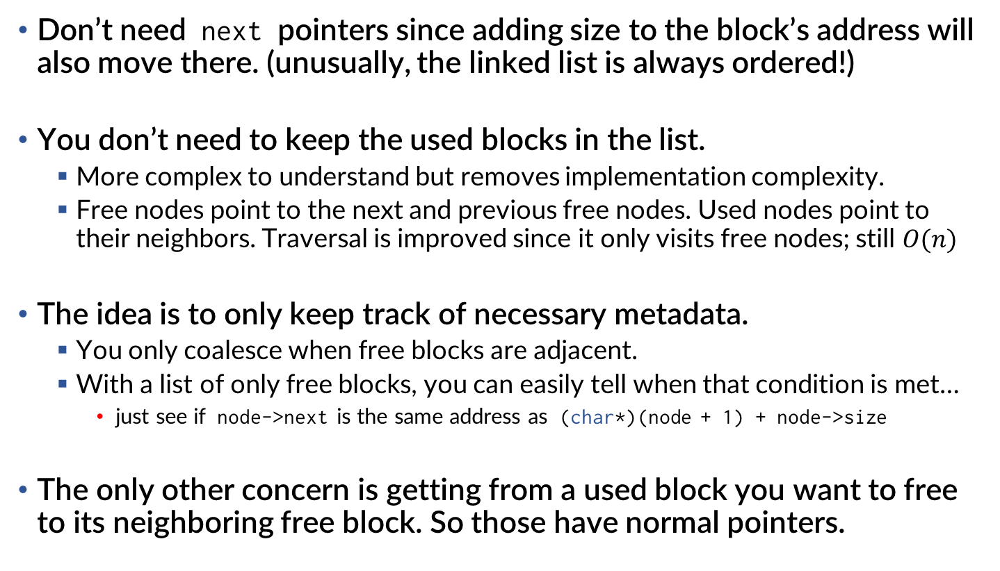 • Don’t need next pointers since adding size to the block’s address will
also move there. (unusually, the linked list is always ordered!)
• You don’t need to keep the used blocks in the list.
▪ More complex to understand but removes implementation complexity.
▪ Free nodes point to the next and previous free nodes. Used nodes point to
their neighbors. Traversal is improved since it only visits free nodes; still O(n)
• The idea is to only keep track of necessary metadata.
▪ You only coalesce when free blocks are adjacent.
▪ With a list of only free blocks, you can easily tell when that condition is met…
• just see if node->next is the same address as (char*)(node + 1) + node->size
• The only other concern is getting from a used block you want to free
to its neighboring free block. So those have normal pointers.